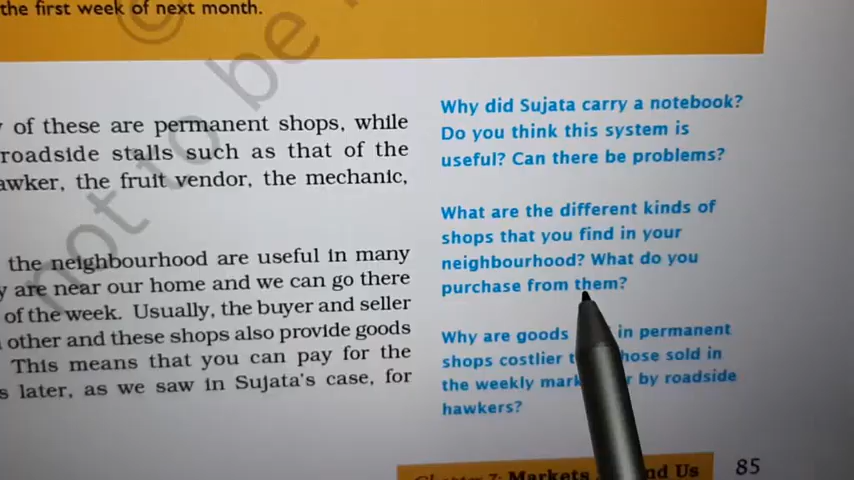 the first week of next month.
of these are permanent shops, while
roadside stalls such as that of the
the fruit vendor, the mechanic,
the neighbourhood are useful in many
are near our home and we can go there
of the week. Usually, the buyer and seller
other and these shops also provide goods
This means that you can pay for the
later, as we saw in Sujata's case, for
Why did Sujata carry a notebook?
Do you think this system is
useful? Can there be problems?
What are the different kinds of
shops that you find in your
neighbourhood? What do you
purchase from them?
Why are goods in permanent
shops costlier those sold in
the weekly by roadside
hawkers?
Markets Us
85
© not to be